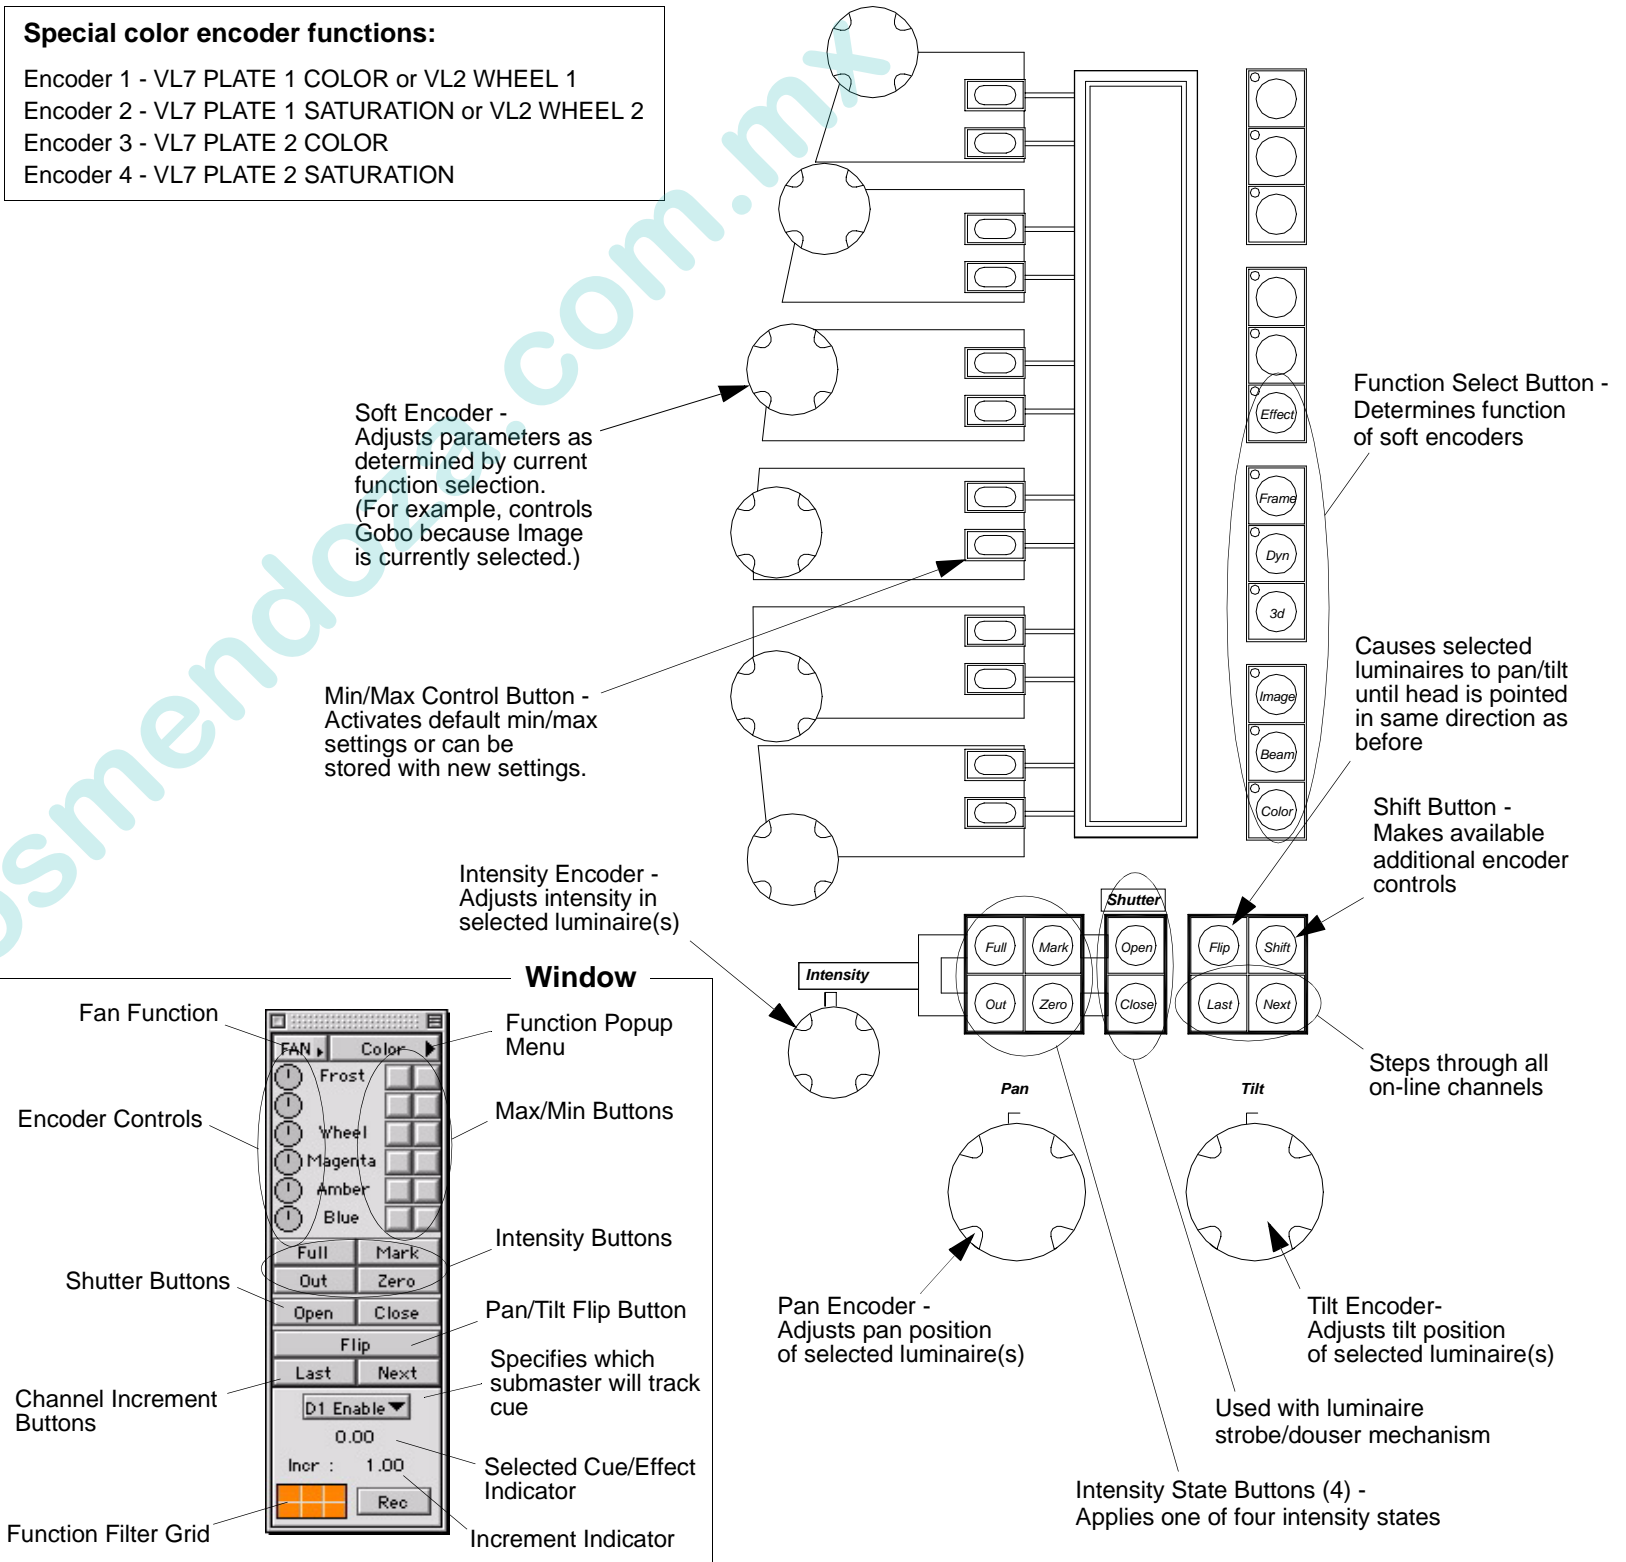 Special color encoder functions:
Encoder 1 - VL7 PLATE 1 COLOR or VL2 WHEEL 1
Encoder 2 - VL7 PLATE 1 SATURATION or VL2 WHEEL 2
Encoder 3 - VL7 PLATE 2 COLOR
Encoder 4 - VL7 PLATE 2 SATURATION
Soft Encoder -
Adjusts parameters as
determined by current
function selection.
(For example, controls
Gobo because Image
is currently selected.)
Min/Max Control Button -
Activates default min/max
settings or can be
stored with new settings.
Function Select Button -
Determines function
of soft encoders
Effect
Frame
Dyn
3d
Image
Beam
Color
Causes selected
luminaires to pan/tilt
until head is pointed
in same direction as
before
Shift Button -
Makes available
additional encoder
controls
Intensity Encoder -
Adjusts intensity in
selected luminaire(s)
Intensity
Full
Mark
Out
Zero
Shutter
Open
Close
Flip
Shift
Last
Next
Steps through all
on-line channels
Pan
Tilt
Pan Encoder -
Adjusts pan position
of selected luminaire(s)
Tilt Encoder-
Adjusts tilt position
of selected luminaire(s)
Used with luminaire
strobe/douser mechanism
Intensity State Buttons (4) -
Applies one of four intensity states
Window
Fan Function
Encoder Controls
Shutter Buttons
Channel Increment
Buttons
Function Filter Grid
FAN
Color
Frost
Wheel
Magenta
Amber
Blue
Full
Mark
Out
Zero
Open
Close
Flip
Last
Next
D1 Enable
0.00
Incr : 1.00
Rec
Function Popup
Menu
Max/Min Buttons
Intensity Buttons
Pan/Tilt Flip Button
Specifies which
submaster will track
cue
Selected Cue/Effect
Indicator
Increment Indicator
osmendoza.com.mx